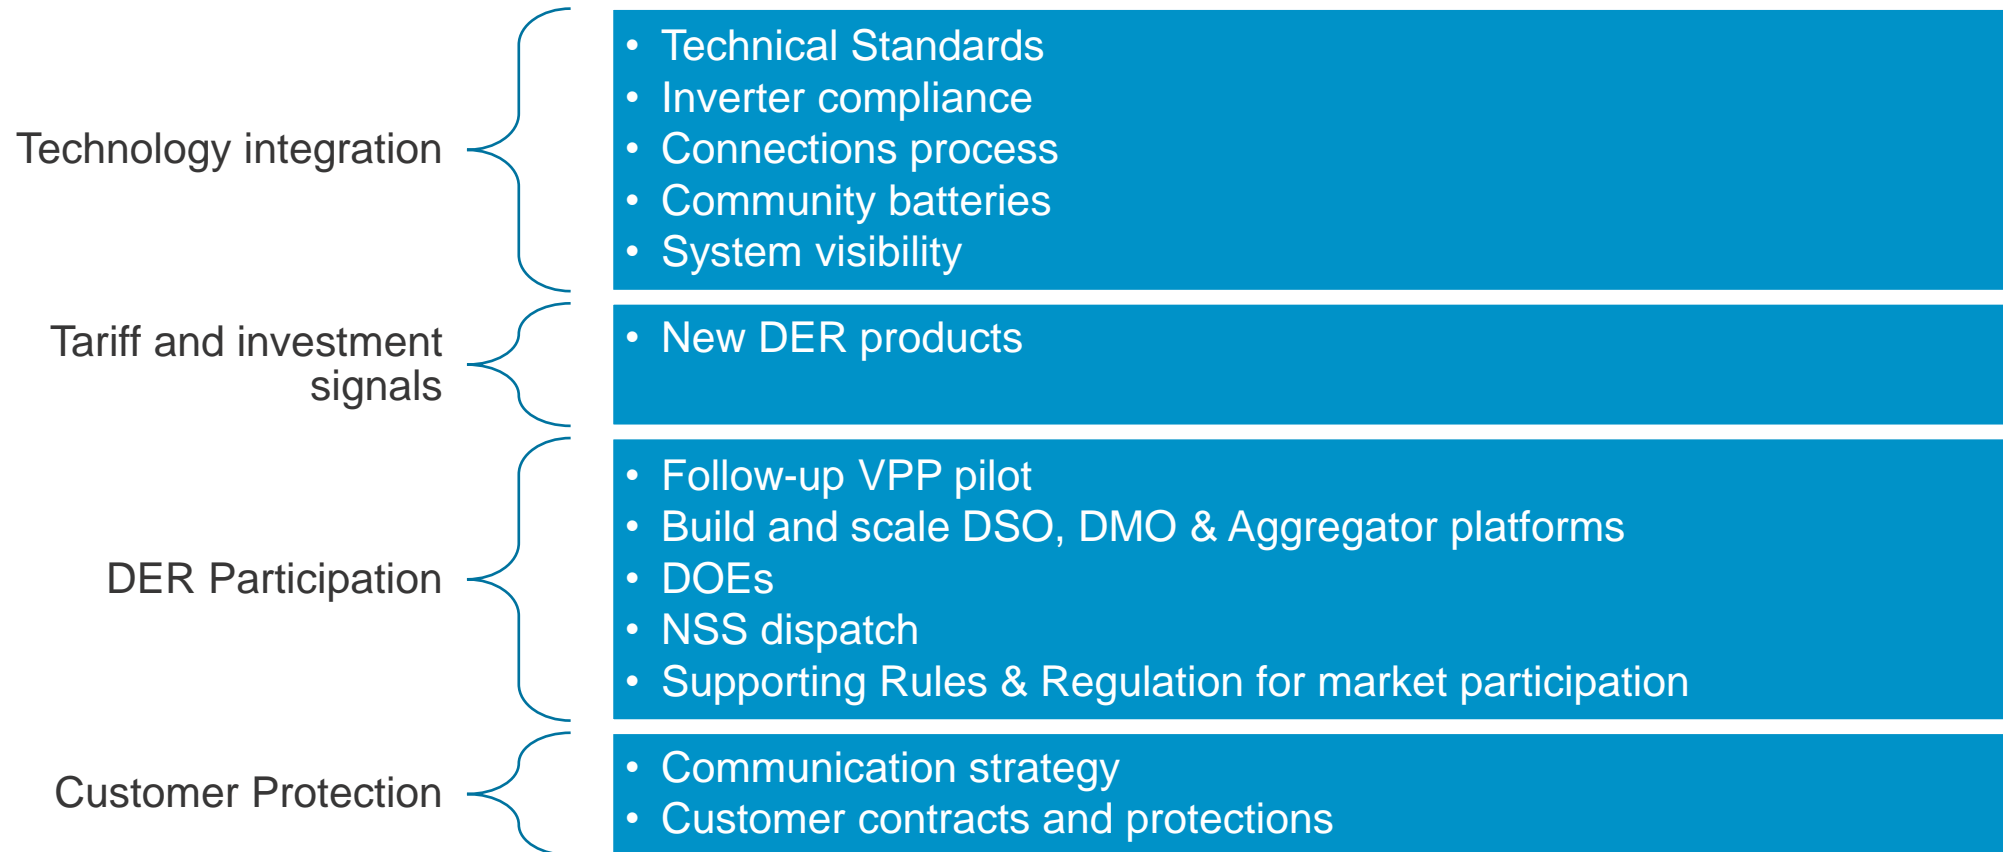 Technology integration
• Technical Standards
• Inverter compliance
• Connections process
• Community batteries
• System visibility
Tariff and investment
signals
• New DER products
DER Participation
• Follow-up VPP pilot
• Build and scale DSO, DMO & Aggregator platforms
• DOEs
• NSS dispatch
• Supporting Rules & Regulation for market participation
Customer Protection
• Communication strategy
• Customer contracts and protections